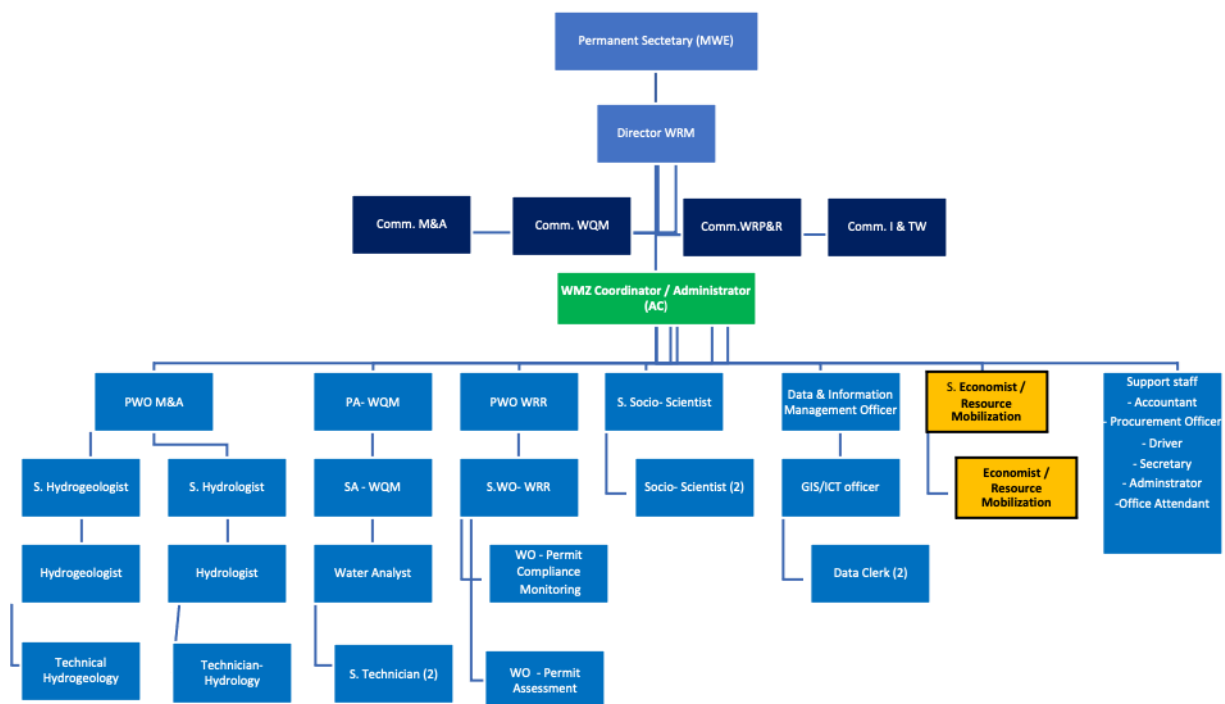 Permanent Sectetary (MWE)
Director WRM
Comm. M&A
Comm. WQM
Comm.WRP&R
Comm. I & TW
WMZ Coordinator / Administrator
(AC)
PWO M&A
PA- WQM
PWO WRR
S. Socio- Scientist
Data & Information
Management Officer
S. Economist /
Resource
Mobilization
Support staff
- Accountant
- Procurement Officer
- Driver
- Secretary
- Adminstrator
-Office Attendant
S. Hydrogeologist
S. Hydrologist
SA - WQM
S.WO- WRR
Socio- Scientist (2)
GIS/ICT officer
Economist /
Resource
Mobilization
Hydrogeologist
Hydrologist
Water Analyst
WO - Permit
Compliance
Monitoring
Data Clerk (2)
Technical
Hydrogeology
Technician-
Hydrology
S. Technician (2)
WO - Permit
Assessment